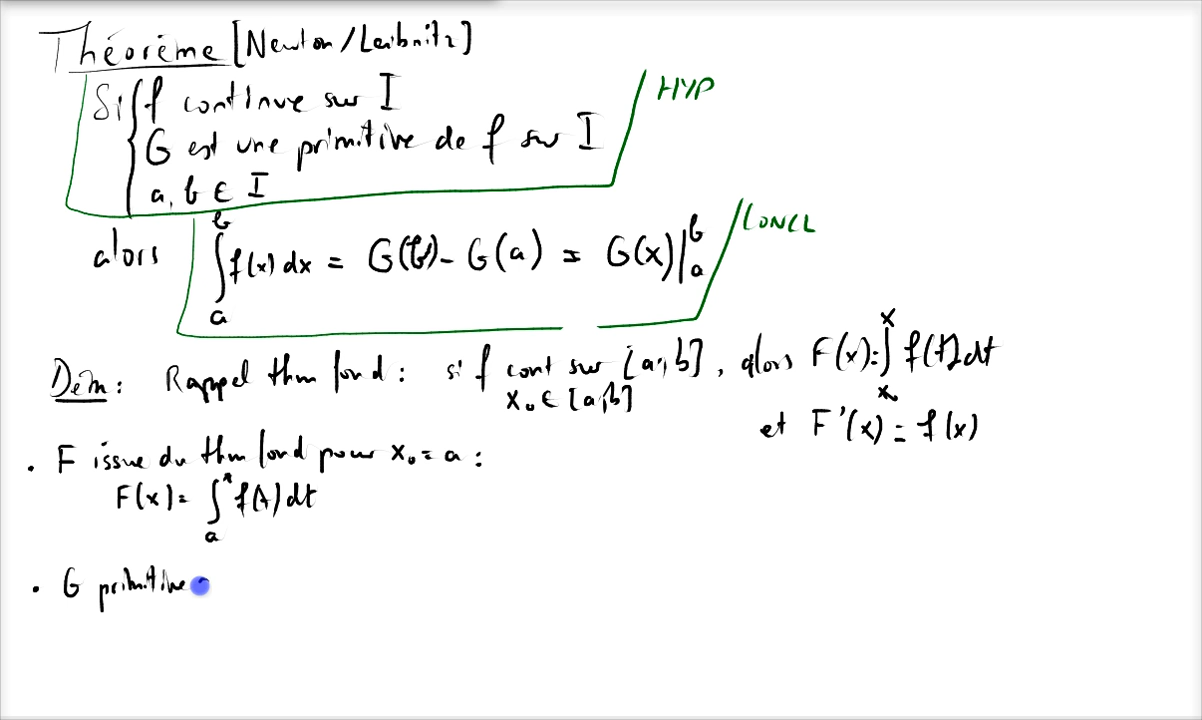 Théorème [Newton/Leibnitz]
Si f continue sur I
G est une primitive de f sur I
a, b ∈ I
HYP
alors ∫_a^b f(x) dx = G(b) - G(a) = G(x)|_a^b
CONCL
Dém : Rappel thm fond : si f cont sur [a;b], alors F(x) = ∫_{x₀}^x f(t) dt
x₀ ∈ [a;b]
et F'(x) = f(x)
• F issue du thm fond pour x₀ = a :
F(x) = ∫_a^x f(t) dt
• G primitive